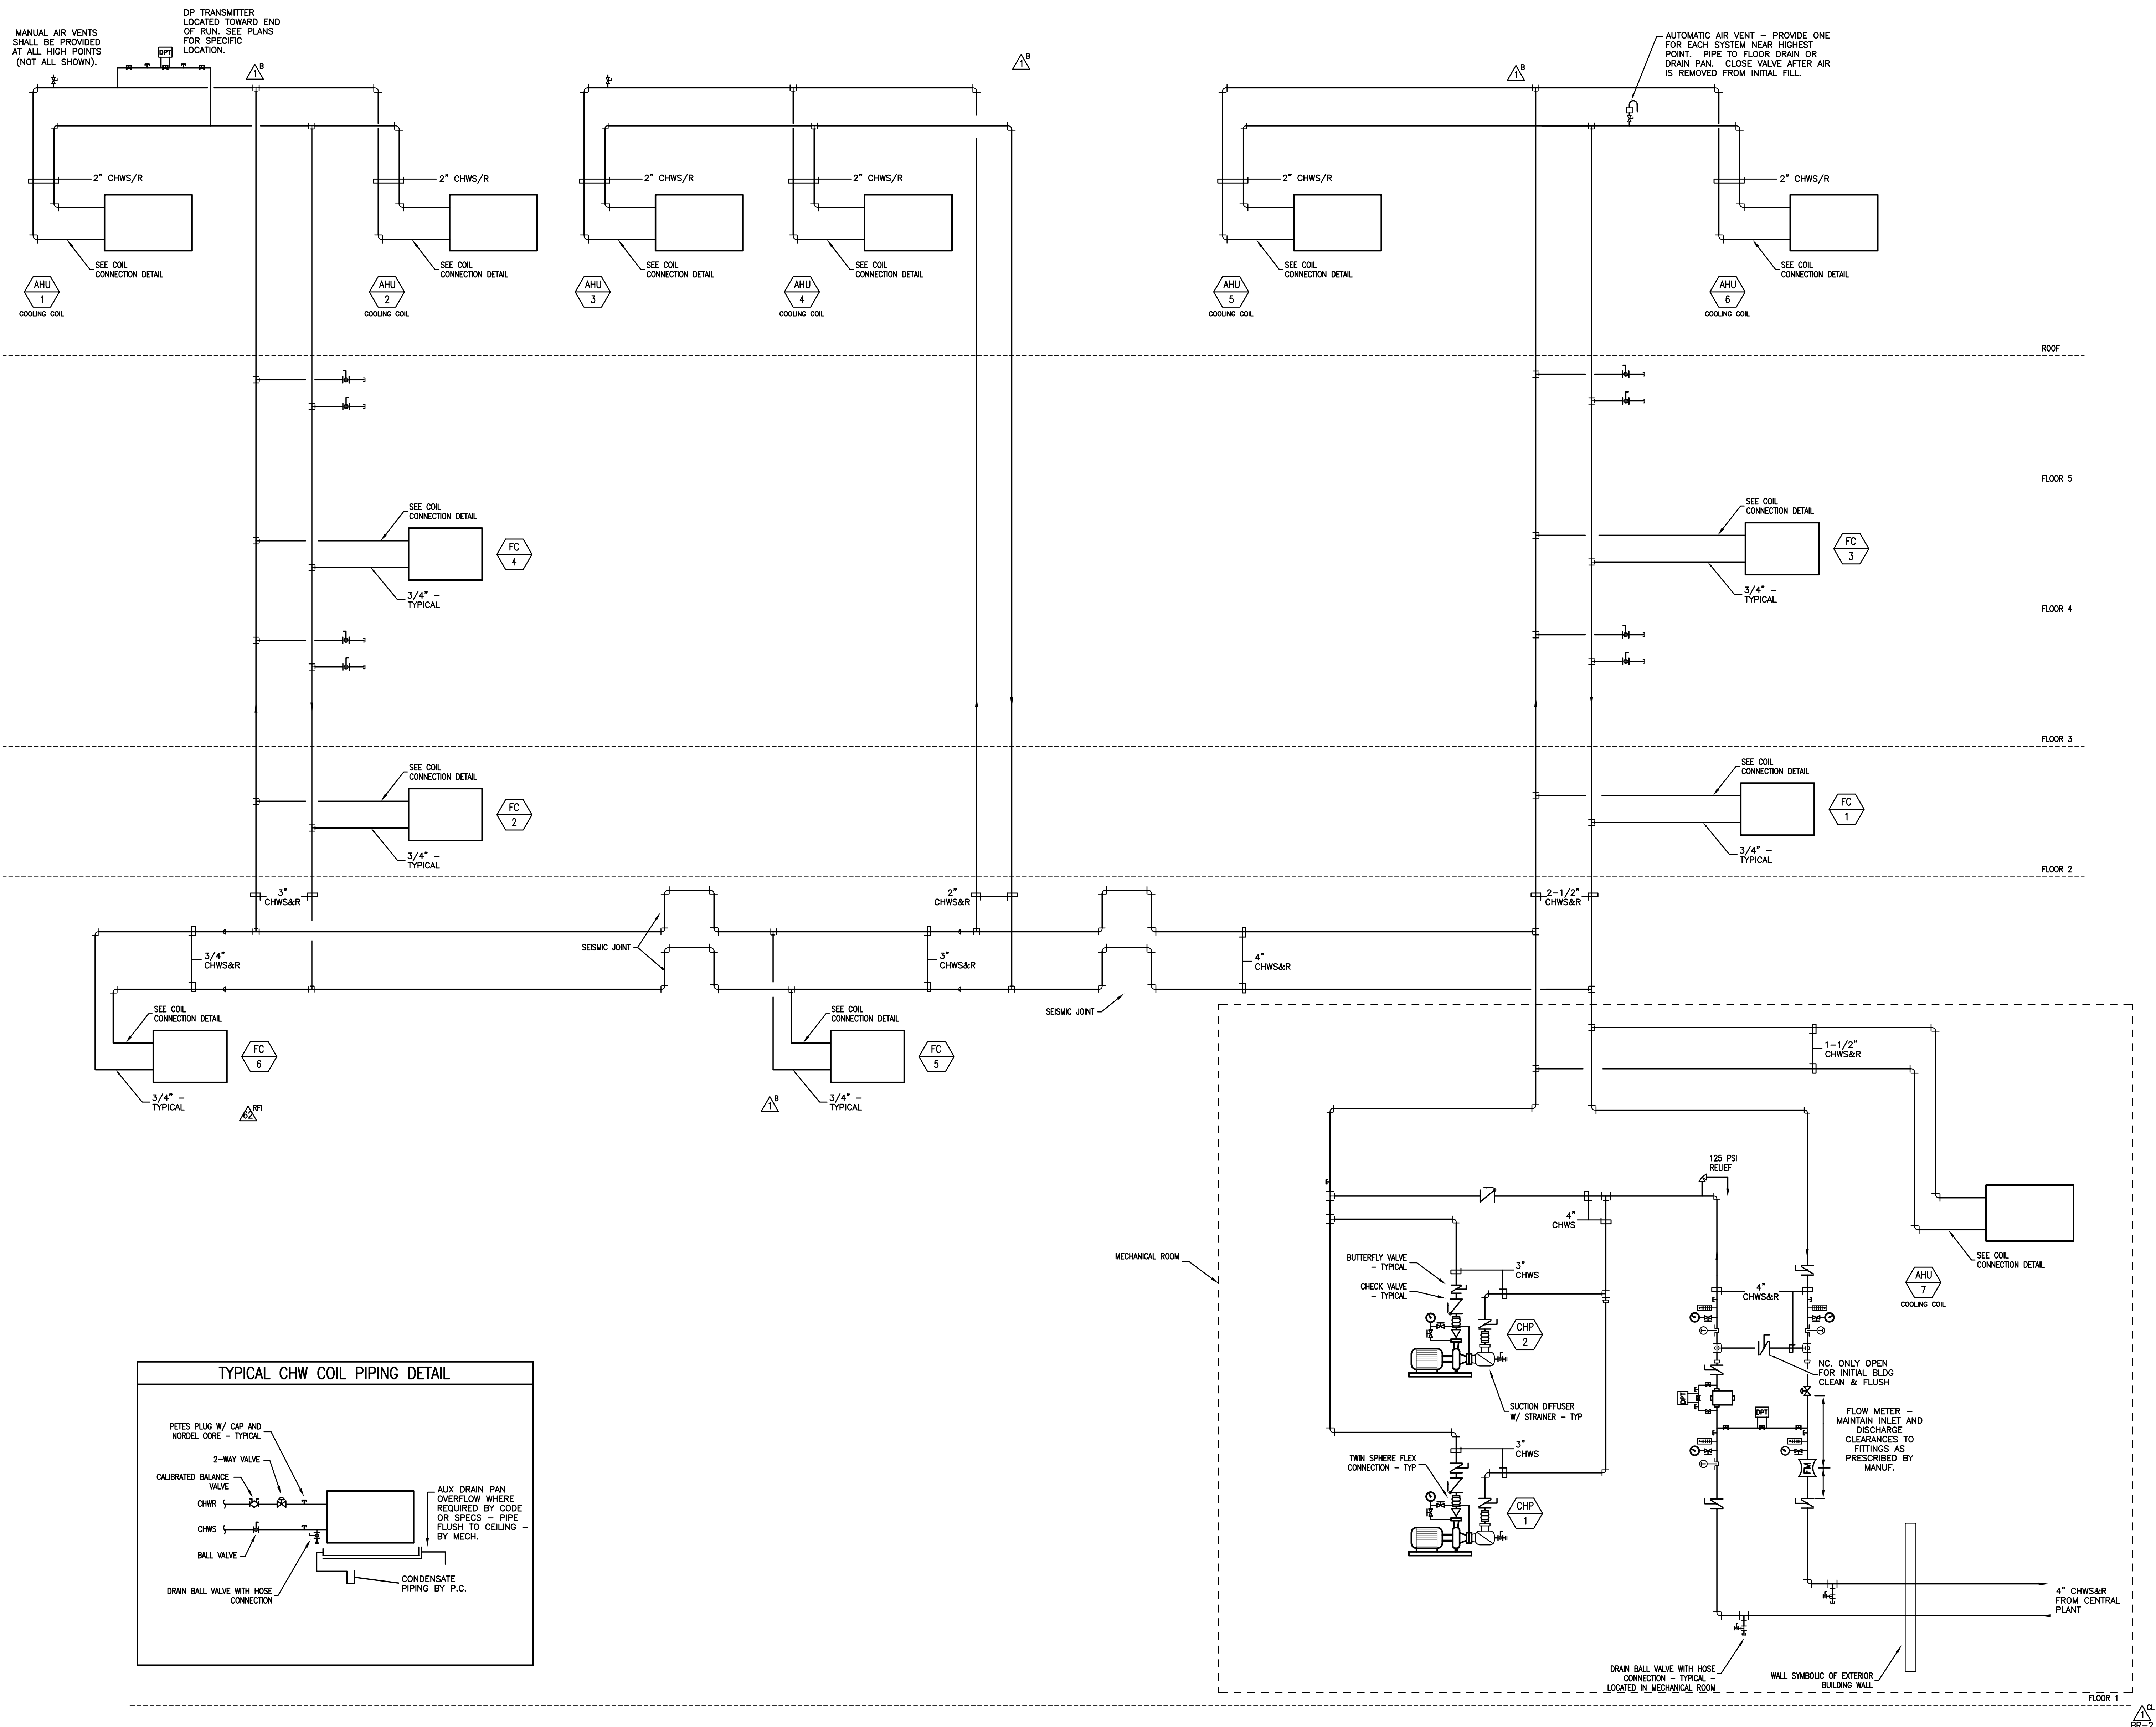 MANUAL AIR VENTS
SHALL BE PROVIDED
AT ALL HIGH POINTS
(NOT ALL SHOWN).
DP TRANSMITTER
LOCATED TOWARD END
OF RUN. SEE PLANS
FOR SPECIFIC
LOCATION.
DPT
1 B
1 B
1 B
AUTOMATIC AIR VENT – PROVIDE ONE
FOR EACH SYSTEM NEAR HIGHEST
POINT. PIPE TO FLOOR DRAIN OR
DRAIN PAN. CLOSE VALVE AFTER AIR
IS REMOVED FROM INITIAL FILL.
2" CHWS/R
2" CHWS/R
2" CHWS/R
2" CHWS/R
2" CHWS/R
2" CHWS/R
SEE COIL
CONNECTION DETAIL
SEE COIL
CONNECTION DETAIL
SEE COIL
CONNECTION DETAIL
SEE COIL
CONNECTION DETAIL
SEE COIL
CONNECTION DETAIL
SEE COIL
CONNECTION DETAIL
AHU
1
COOLING COIL
AHU
2
COOLING COIL
AHU
3
AHU
4
COOLING COIL
AHU
5
COOLING COIL
AHU
6
COOLING COIL
ROOF
FLOOR 5
SEE COIL
CONNECTION DETAIL
FC
4
3/4" –
TYPICAL
SEE COIL
CONNECTION DETAIL
FC
3
3/4" –
TYPICAL
FLOOR 4
FLOOR 3
SEE COIL
CONNECTION DETAIL
FC
2
3/4" –
TYPICAL
SEE COIL
CONNECTION DETAIL
FC
1
3/4" –
TYPICAL
FLOOR 2
3"
CHWS&R
2"
CHWS&R
2-1/2"
CHWS&R
SEISMIC JOINT
3/4"
CHWS&R
3"
CHWS&R
4"
CHWS&R
SEISMIC JOINT
SEE COIL
CONNECTION DETAIL
FC
6
3/4" –
TYPICAL
62 RFI
SEE COIL
CONNECTION DETAIL
FC
5
3/4" –
TYPICAL
1 B
1-1/2"
CHWS&R
125 PSI
RELIEF
4"
CHWS
MECHANICAL ROOM
BUTTERFLY VALVE
– TYPICAL
CHECK VALVE
– TYPICAL
3"
CHWS
CHP
2
SUCTION DIFFUSER
W/ STRAINER – TYP
TWIN SPHERE FLEX
CONNECTION – TYP
3"
CHWS
CHP
1
4"
CHWS&R
SEE COIL
CONNECTION DETAIL
AHU
7
COOLING COIL
NC. ONLY OPEN
FOR INITIAL BLDG
CLEAN & FLUSH
DPT
DPT
FM
FLOW METER –
MAINTAIN INLET AND
DISCHARGE
CLEARANCES TO
FITTINGS AS
PRESCRIBED BY
MANUF.
4" CHWS&R
FROM CENTRAL
PLANT
DRAIN BALL VALVE WITH HOSE
CONNECTION – TYPICAL –
LOCATED IN MECHANICAL ROOM
WALL SYMBOLIC OF EXTERIOR
BUILDING WALL
FLOOR 1
TYPICAL CHW COIL PIPING DETAIL
PETES PLUG W/ CAP AND
NORDEL CORE – TYPICAL
2-WAY VALVE
CALIBRATED BALANCE
VALVE
CHWR
CHWS
BALL VALVE
DRAIN BALL VALVE WITH HOSE
CONNECTION
AUX DRAIN PAN
OVERFLOW WHERE
REQUIRED BY CODE
OR SPECS – PIPE
FLUSH TO CEILING –
BY MECH.
CONDENSATE
PIPING BY P.C.
1 CL